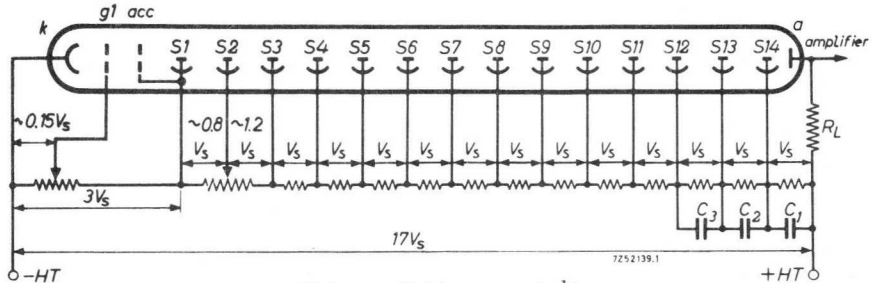 g1 acc
k S1 S2 S3 S4 S5 S6 S7 S8 S9 S10 S11 S12 S13 S14 a amplifier
~0.15Vs ~0.8 ~1.2 RL
Vs Vs Vs Vs Vs Vs Vs Vs Vs Vs Vs Vs Vs Vs
3Vs C3 C2 C1
17Vs
7Z52139.1
-HT +HT